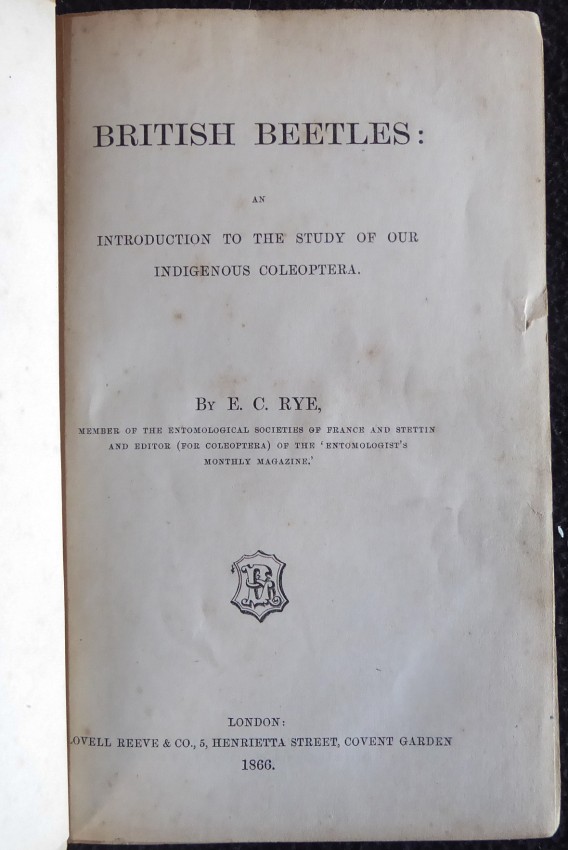 BRITISH BEETLES:
AN
INTRODUCTION TO THE STUDY OF OUR
INDIGENOUS COLEOPTERA.
By E. C. RYE,
MEMBER OF THE ENTOMOLOGICAL SOCIETIES OF FRANCE AND STETTIN
AND EDITOR (FOR COLEOPTERA) OF THE 'ENTOMOLOGIST'S
MONTHLY MAGAZINE.'
LONDON:
LOVELL REEVE & CO., 5, HENRIETTA STREET, COVENT GARDEN
1866.